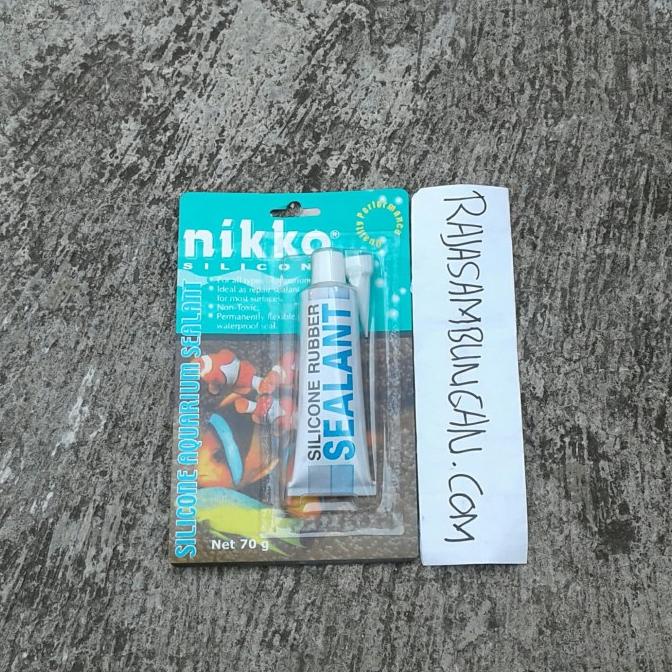 nikko®
SILICON
Quality Performance
Ideal as repair sealant
for most surfaces.
Non-Toxic.
Permanently flexible
waterproof seal.
SILICONE AQUARIUM SEALANT
SILICONE RUBBER
SEALANT
Net 70 g
RAJASAMBUNGAN.COM